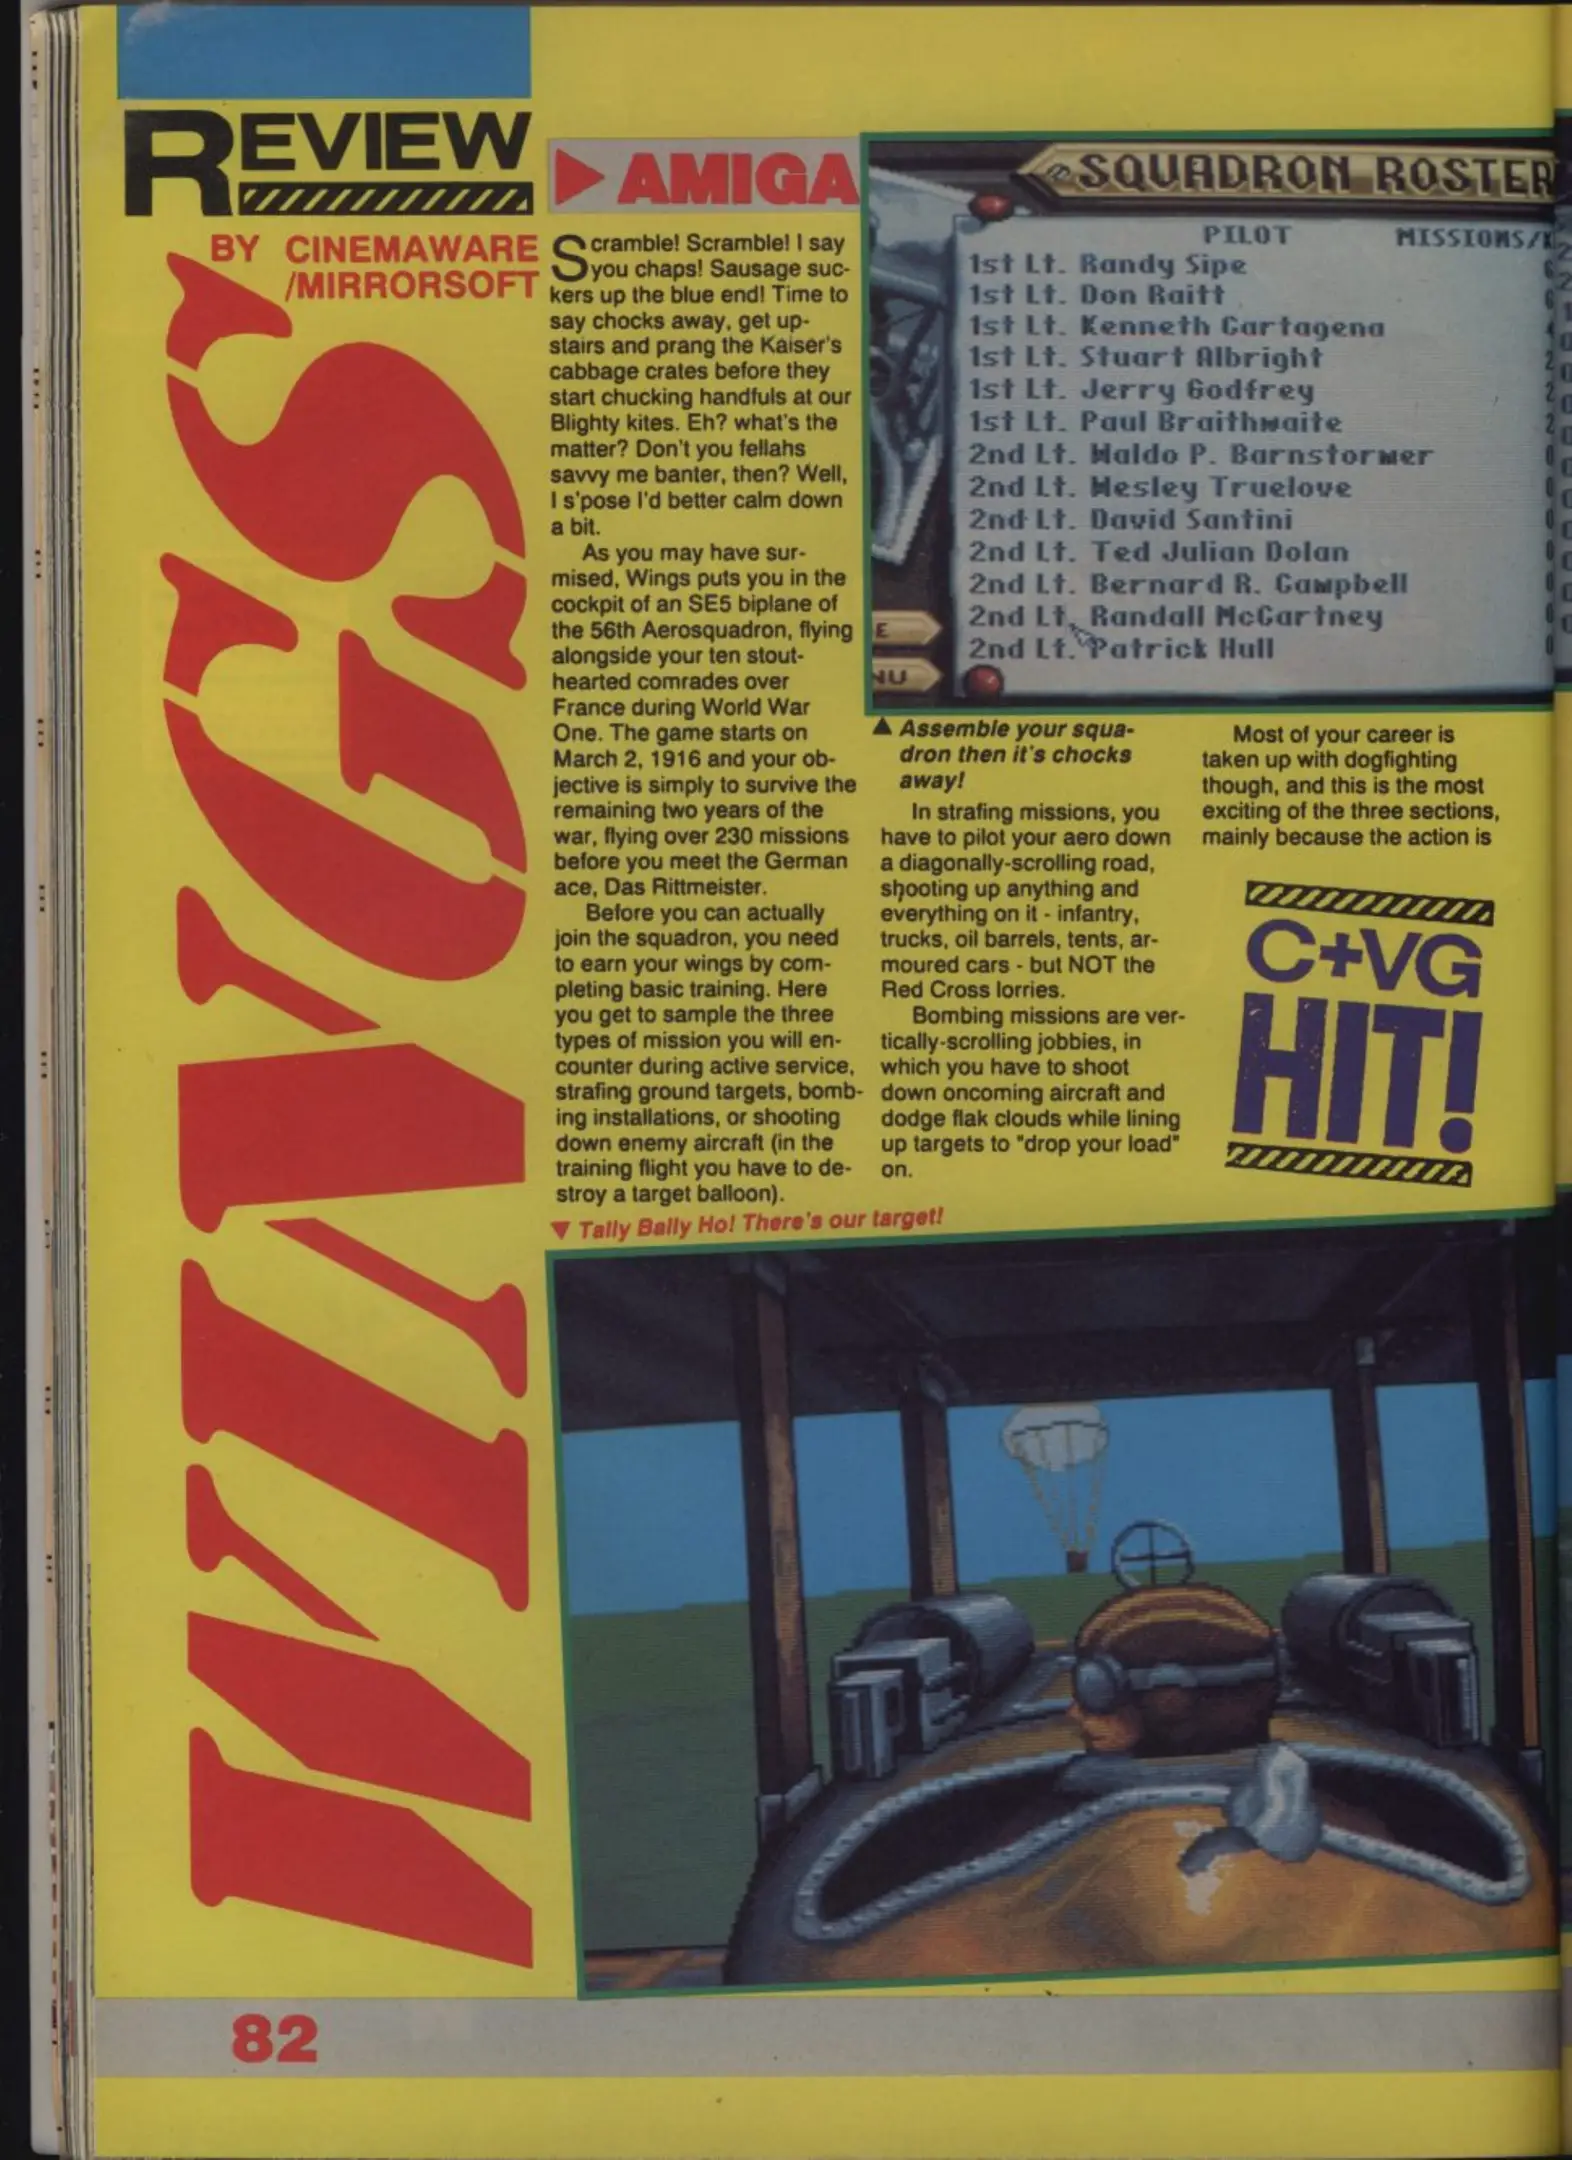 REVIEW
BY CINEMAWARE
/MIRRORSOFT
WINGS
AMIGA
Scramble! Scramble! I say
you chaps! Sausage suc-
kers up the blue end! Time to
say chocks away, get up-
stairs and prang the Kaiser's
cabbage crates before they
start chucking handfuls at our
Blighty kites. Eh? what's the
matter? Don't you fellahs
savvy me banter, then? Well,
I s'pose I'd better calm down
a bit.
As you may have sur-
mised, Wings puts you in the
cockpit of an SE5 biplane of
the 56th Aerosquadron, flying
alongside your ten stout-
hearted comrades over
France during World War
One. The game starts on
March 2, 1916 and your ob-
jective is simply to survive the
remaining two years of the
war, flying over 230 missions
before you meet the German
ace, Das Rittmeister.
Before you can actually
join the squadron, you need
to earn your wings by com-
pleting basic training. Here
you get to sample the three
types of mission you will en-
counter during active service,
strafing ground targets, bomb-
ing installations, or shooting
down enemy aircraft (in the
training flight you have to de-
stroy a target balloon).
SQUADRON ROSTER
PILOT MISSIONS/K
1st Lt. Randy Sipe 6
1st Lt. Don Raitt 6
1st Lt. Kenneth Cartagena 4
1st Lt. Stuart Albright 2
1st Lt. Jerry Godfrey 2
1st Lt. Paul Braithwaite 2
2nd Lt. Waldo P. Barnstormer 0
2nd Lt. Wesley Truelove 0
2nd Lt. David Santini 0
2nd Lt. Ted Julian Dolan 0
2nd Lt. Bernard R. Campbell 0
2nd Lt. Randall McCartney 0
2nd Lt. Patrick Hull 0
E
NU
▲ Assemble your squa-
dron then it's chocks
away!
In strafing missions, you
have to pilot your aero down
a diagonally-scrolling road,
shooting up anything and
everything on it - infantry,
trucks, oil barrels, tents, ar-
moured cars - but NOT the
Red Cross lorries.
Bombing missions are ver-
tically-scrolling jobbies, in
which you have to shoot
down oncoming aircraft and
dodge flak clouds while lining
up targets to "drop your load"
on.
Most of your career is
taken up with dogfighting
though, and this is the most
exciting of the three sections,
mainly because the action is
C+VG
HIT!
▼ Tally Bally Ho! There's our target!
82